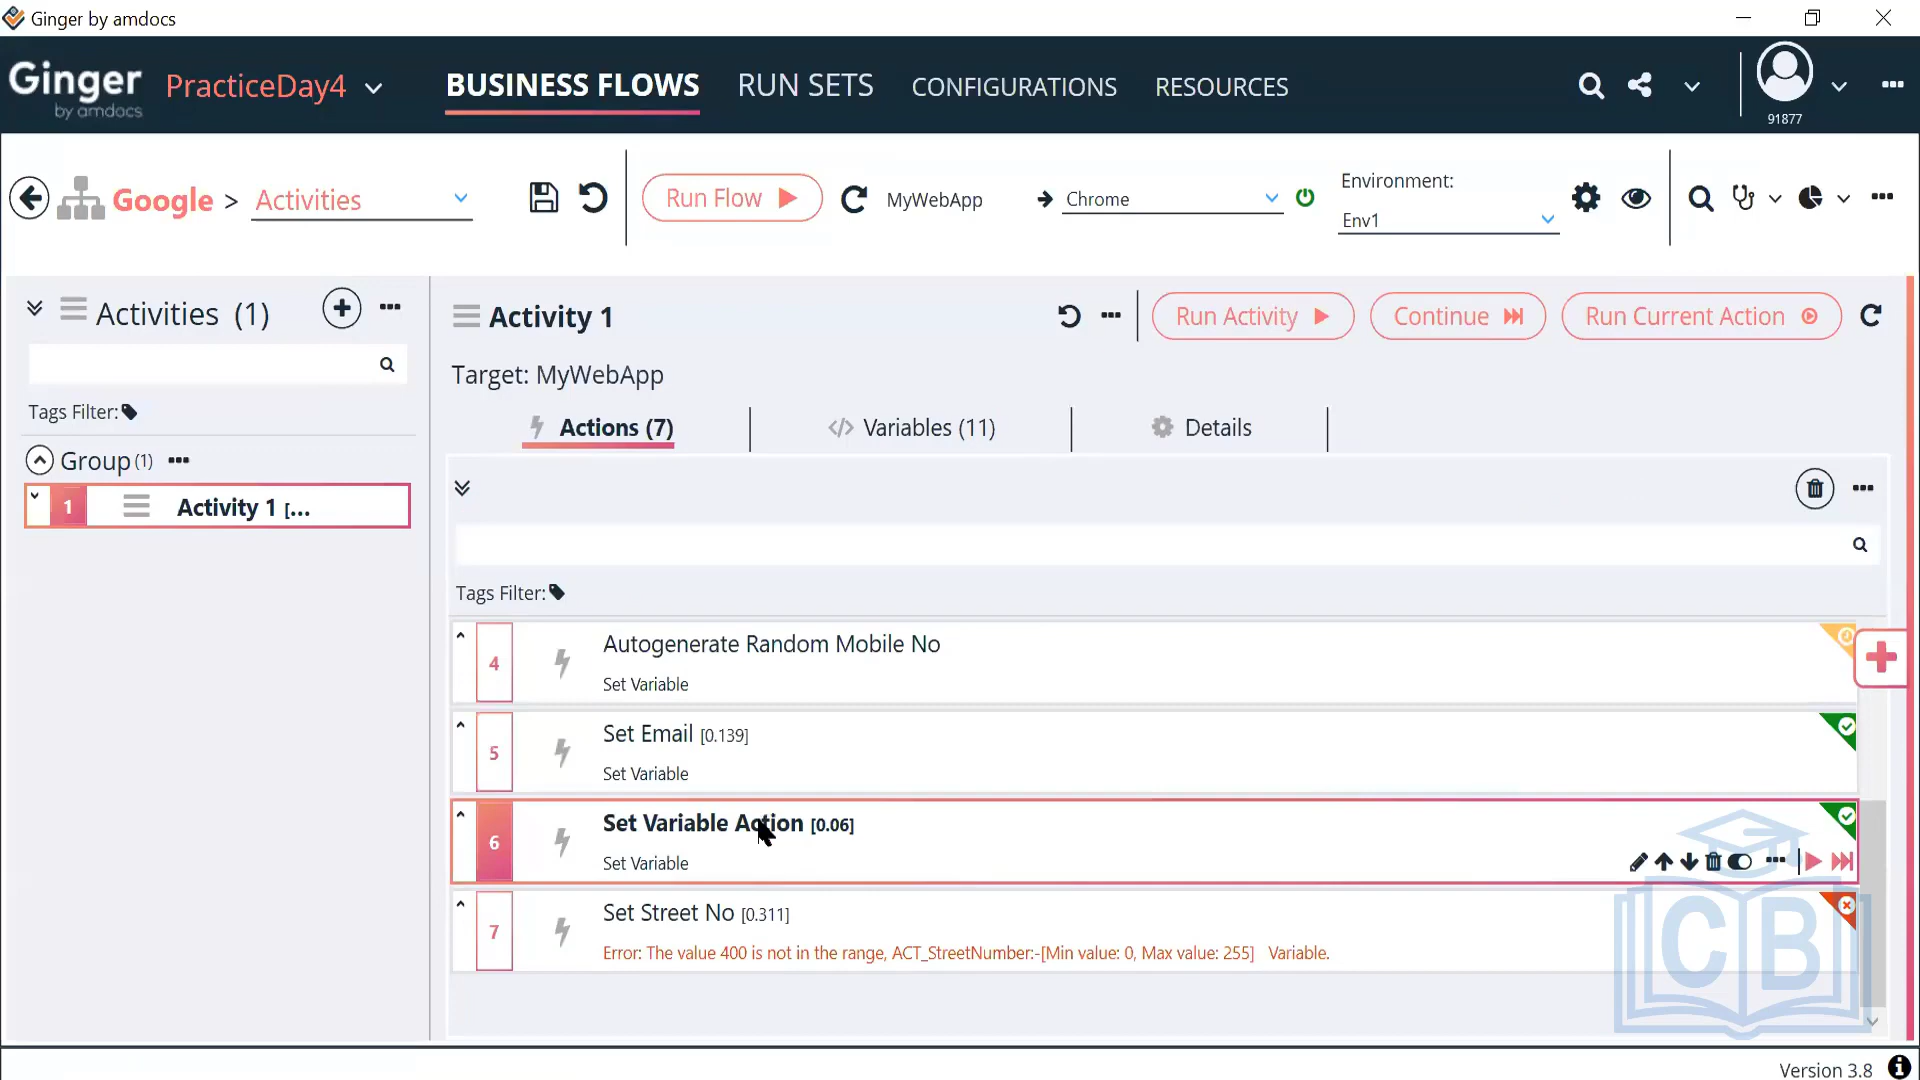 Ginger by amdocs
Ginger by amdocs PracticeDay4 BUSINESS FLOWS RUN SETS CONFIGURATIONS RESOURCES
91877
Google > Activities Run Flow MyWebApp Chrome Environment:
Env1
Activities (1)
Tags Filter:
Group (1)
1 Activity 1 [...
Activity 1 Run Activity Continue Run Current Action
Target: MyWebApp
Actions (7) Variables (11) Details
Tags Filter:
4 Autogenerate Random Mobile No
Set Variable
5 Set Email [0.139]
Set Variable
6 Set Variable Action [0.06]
Set Variable
7 Set Street No [0.311]
Error: The value 400 is not in the range, ACT_StreetNumber:-[Min value: 0, Max value: 255] Variable.
CB
Version 3.8